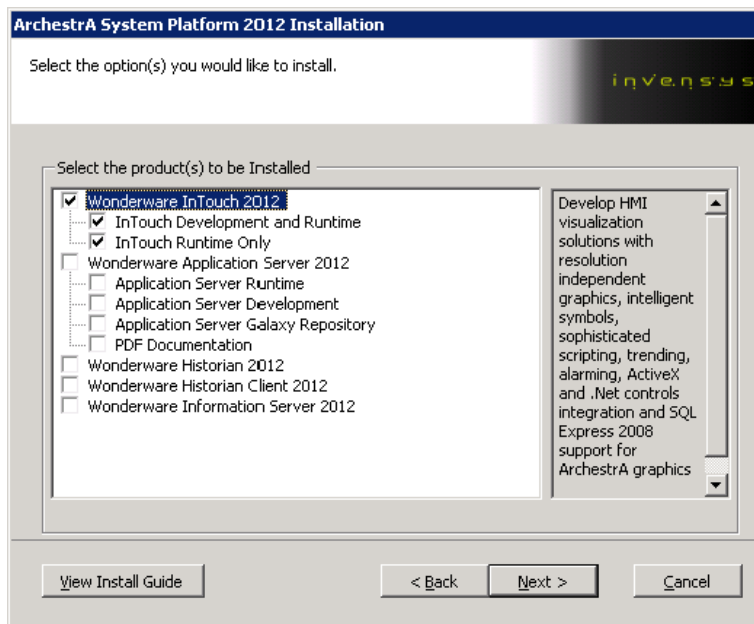 ArchestrA System Platform 2012 Installation
Select the option(s) you would like to install.
invensys
Select the product(s) to be Installed
Wonderware InTouch 2012
InTouch Development and Runtime
InTouch Runtime Only
Wonderware Application Server 2012
Application Server Runtime
Application Server Development
Application Server Galaxy Repository
PDF Documentation
Wonderware Historian 2012
Wonderware Historian Client 2012
Wonderware Information Server 2012
Develop HMI
visualization
solutions with
resolution
independent
graphics, intelligent
symbols,
sophisticated
scripting, trending,
alarming, ActiveX
and .Net controls
integration and SQL
Express 2008
support for
ArchestrA graphics
View Install Guide
< Back
Next >
Cancel